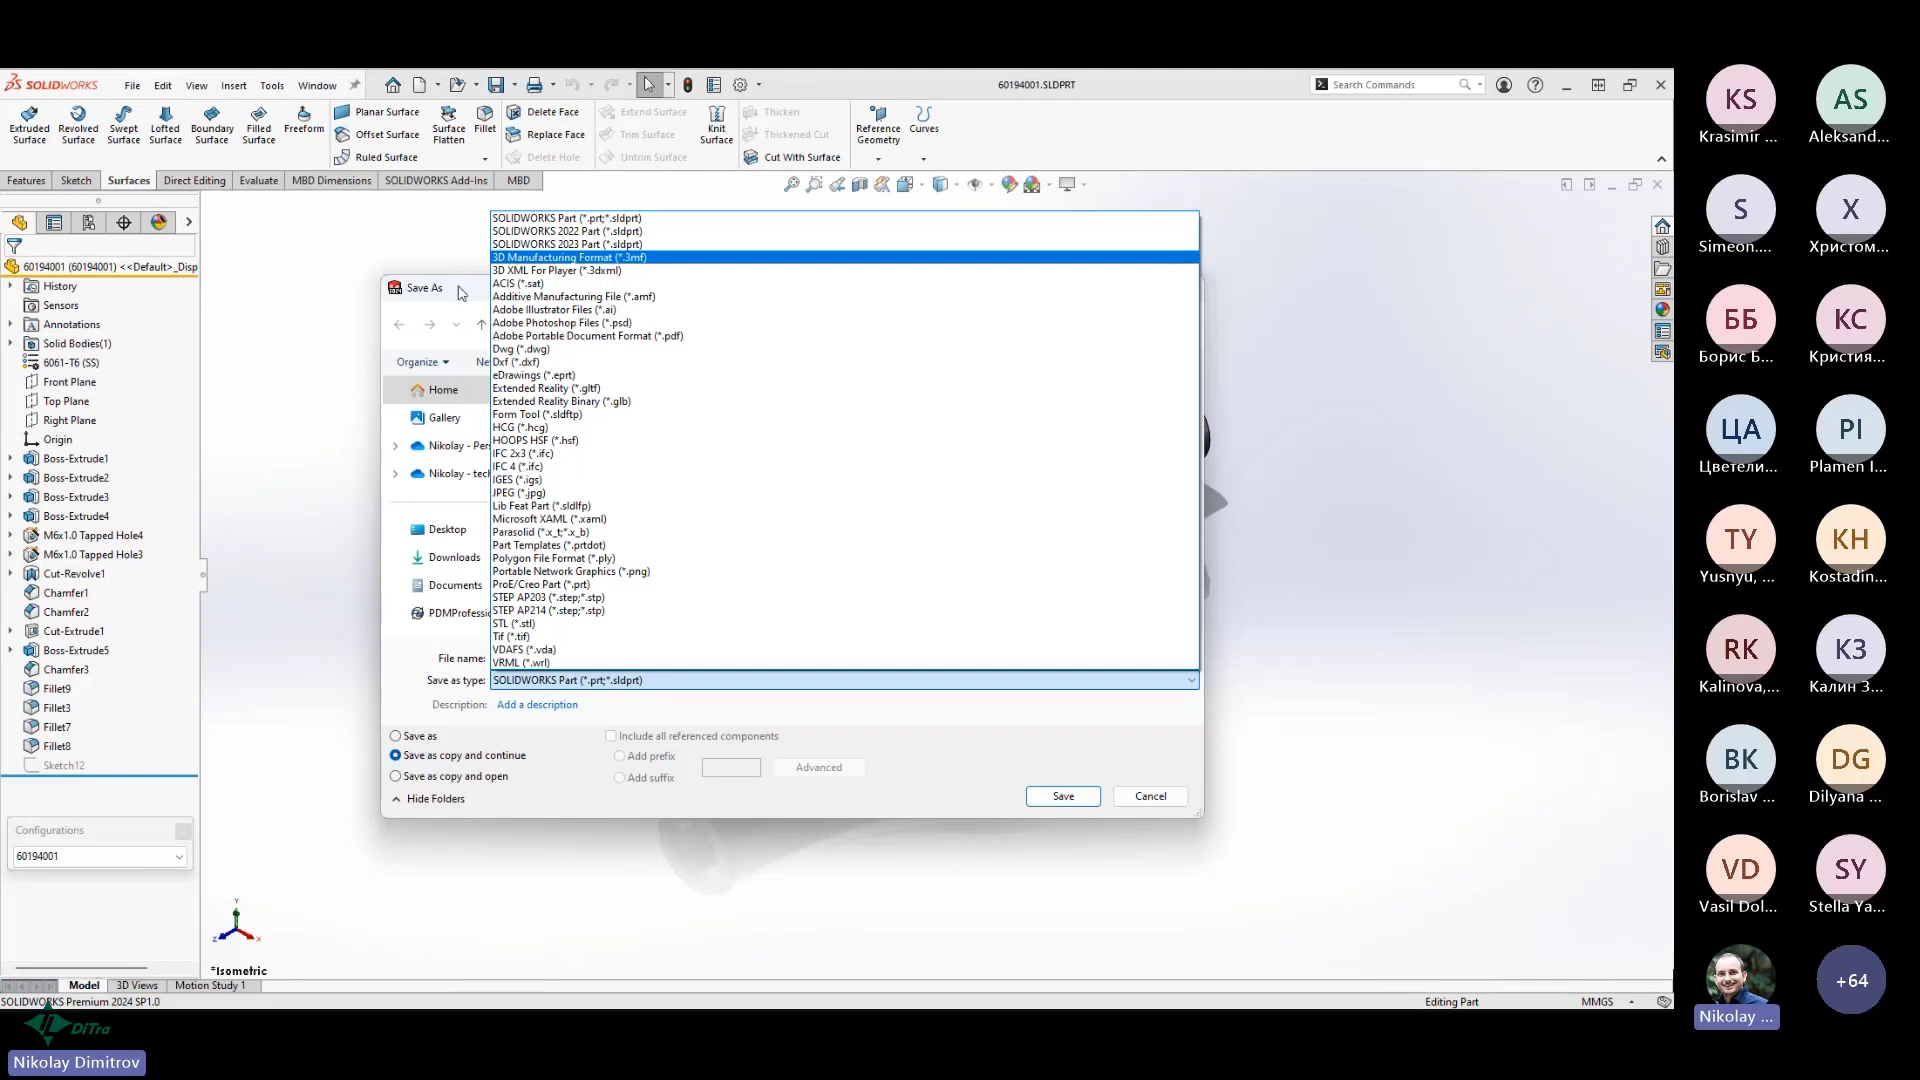 SOLIDWORKS File Edit View Insert Tools Window
60194001.SLDPRT
Search Commands
Extruded Surface
Revolved Surface
Swept Surface
Lofted Surface
Boundary Surface
Filled Surface
Freeform
Planar Surface
Offset Surface
Ruled Surface
Surface Flatten
Fillet
Delete Face
Replace Face
Delete Hole
Extend Surface
Trim Surface
Untrim Surface
Knit Surface
Thicken
Thickened Cut
Cut With Surface
Reference Geometry
Curves
Features Sketch Surfaces Direct Editing Evaluate MBD Dimensions SOLIDWORKS Add-Ins MBD
60194001 (60194001) <<Default>_Disp
History
Sensors
Annotations
Solid Bodies(1)
6061-T6 (SS)
Front Plane
Top Plane
Right Plane
Origin
Boss-Extrude1
Boss-Extrude2
Boss-Extrude3
Boss-Extrude4
M6x1.0 Tapped Hole4
M6x1.0 Tapped Hole3
Cut-Revolve1
Chamfer1
Chamfer2
Cut-Extrude1
Boss-Extrude5
Chamfer3
Fillet9
Fillet3
Fillet7
Fillet8
Sketch12
Configurations
60194001
Save As
Organize
Ne
Home
Gallery
Nikolay - Per
Nikolay - tech
Desktop
Downloads
Documents
PDMProfessio
SOLIDWORKS Part (*.prt;*.sldprt)
SOLIDWORKS 2022 Part (*.sldprt)
SOLIDWORKS 2023 Part (*.sldprt)
3D Manufacturing Format (*.3mf)
3D XML For Player (*.3dxml)
ACIS (*.sat)
Additive Manufacturing File (*.amf)
Adobe Illustrator Files (*.ai)
Adobe Photoshop Files (*.psd)
Adobe Portable Document Format (*.pdf)
Dwg (*.dwg)
Dxf (*.dxf)
eDrawings (*.eprt)
Extended Reality (*.gltf)
Extended Reality Binary (*.glb)
Form Tool (*.sldftp)
HCG (*.hcg)
HOOPS HSF (*.hsf)
IFC 2x3 (*.ifc)
IFC 4 (*.ifc)
IGES (*.igs)
JPEG (*.jpg)
Lib Feat Part (*.sldlfp)
Microsoft XAML (*.xaml)
Parasolid (*.x_t;*.x_b)
Part Templates (*.prtdot)
Polygon File Format (*.ply)
Portable Network Graphics (*.png)
ProE/Creo Part (*.prt)
STEP AP203 (*.step;*.stp)
STEP AP214 (*.step;*.stp)
STL (*.stl)
Tif (*.tif)
VDAFS (*.vda)
VRML (*.wrl)
File name:
Save as type: SOLIDWORKS Part (*.prt;*.sldprt)
Description: Add a description
Save as
Save as copy and continue
Save as copy and open
Include all referenced components
Add prefix
Add suffix
Advanced
Hide Folders
Save
Cancel
Y
Z
X
*Isometric
Model 3D Views Motion Study 1
SOLIDWORKS Premium 2024 SP1.0
Editing Part
MMGS
DiTra
Nikolay Dimitrov
KS
Krasimir ...
AS
Aleksand...
S
Simeon....
X
Христом...
ББ
Борис Б...
КС
Кристия...
ЦА
Цветели...
PI
Plamen I...
TY
Yusnyu, ...
KH
Kostadin...
RK
Kalinova,...
КЗ
Калин З...
BK
Borislav ...
DG
Dilyana ...
VD
Vasil Dol...
SY
Stella Ya...
Nikolay ...
+64